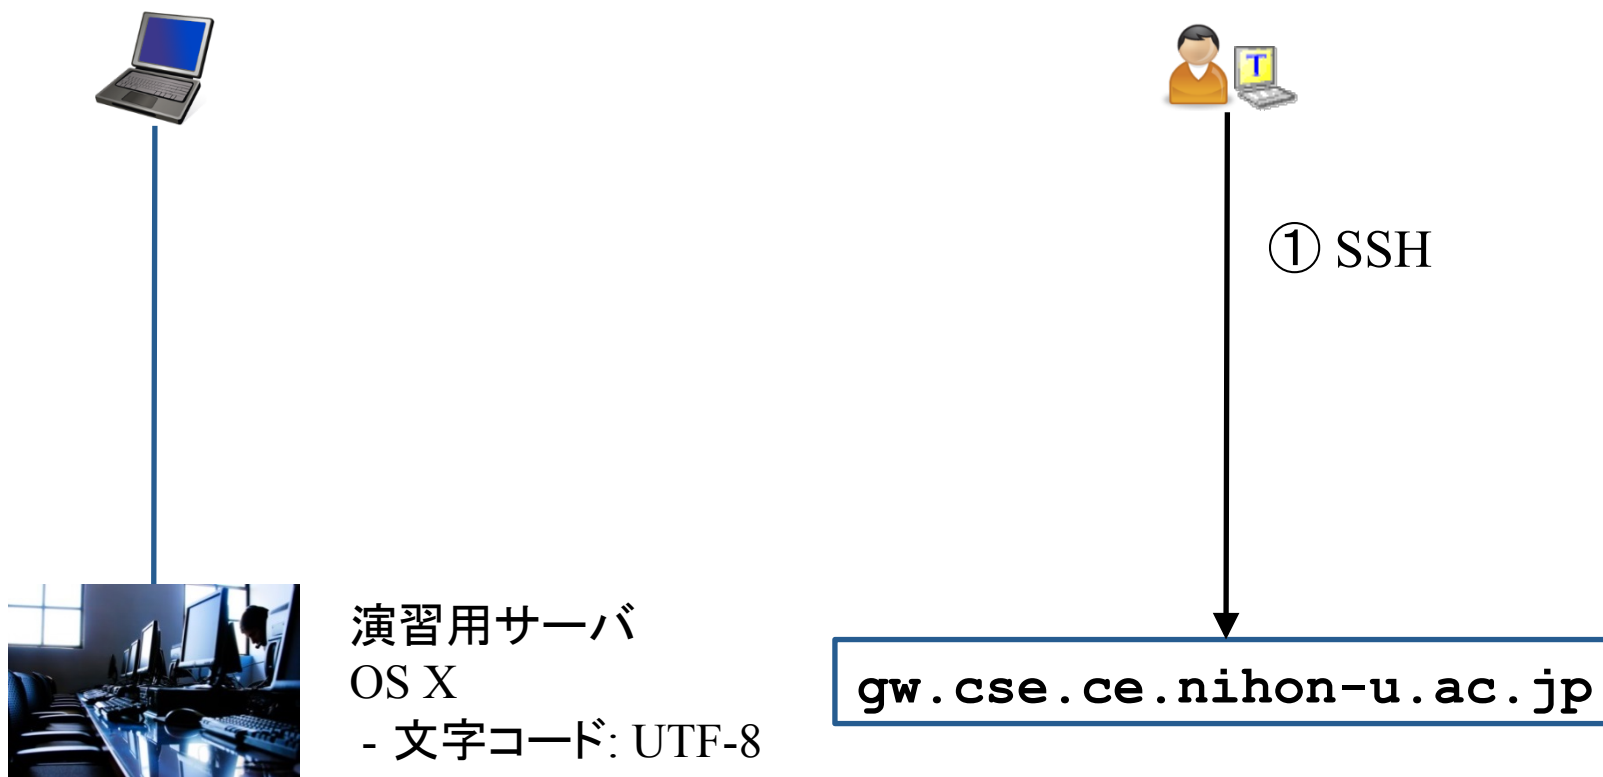 T
① SSH
演習用サーバ
OS X
- 文字コード: UTF-8
gw.cse.ce.nihon-u.ac.jp